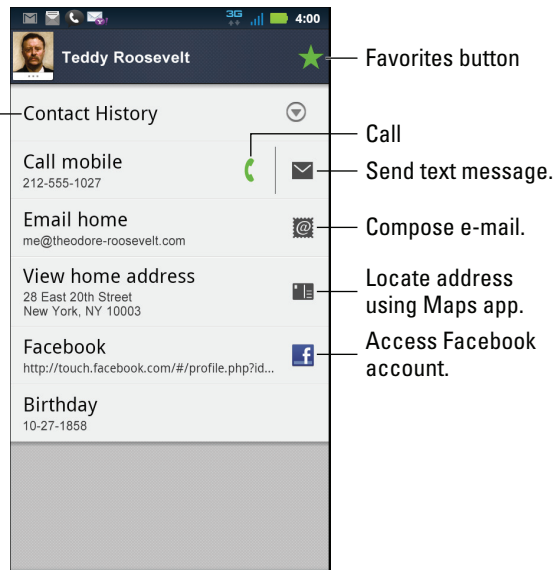 3G 4:00
Teddy Roosevelt
Favorites button
Contact History
Call
Call mobile
212-555-1027
Send text message.
Email home
me@theodore-roosevelt.com
Compose e-mail.
View home address
28 East 20th Street
New York, NY 10003
Locate address
using Maps app.
Facebook
http://touch.facebook.com/#/profile.php?id...
Access Facebook
account.
Birthday
10-27-1858